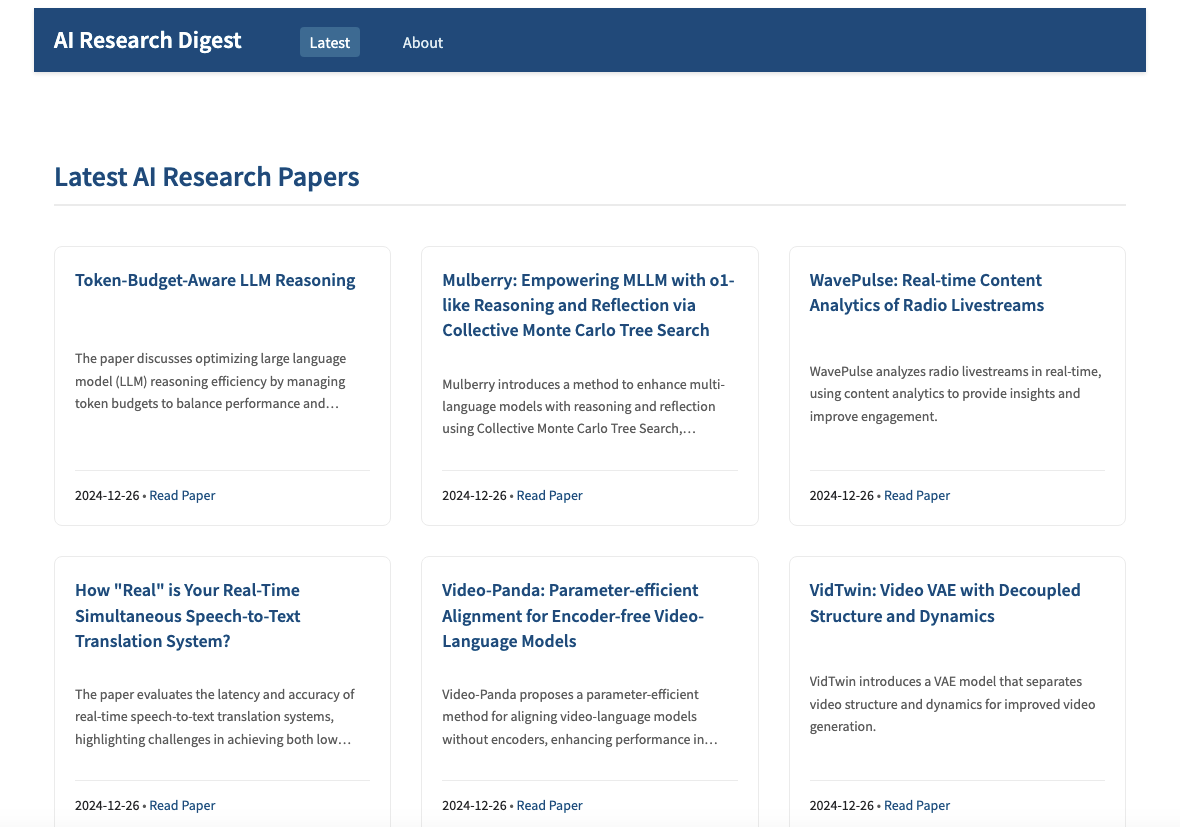 AI Research Digest
Latest
About
Latest AI Research Papers
Token-Budget-Aware LLM Reasoning
The paper discusses optimizing large language
model (LLM) reasoning efficiency by managing
token budgets to balance performance and…
2024-12-26 • Read Paper
Mulberry: Empowering MLLM with o1-
like Reasoning and Reflection via
Collective Monte Carlo Tree Search
Mulberry introduces a method to enhance multi-
language models with reasoning and reflection
using Collective Monte Carlo Tree Search,…
2024-12-26 • Read Paper
WavePulse: Real-time Content
Analytics of Radio Livestreams
WavePulse analyzes radio livestreams in real-time,
using content analytics to provide insights and
improve engagement.
2024-12-26 • Read Paper
How "Real" is Your Real-Time
Simultaneous Speech-to-Text
Translation System?
The paper evaluates the latency and accuracy of
real-time speech-to-text translation systems,
highlighting challenges in achieving both low…
2024-12-26 • Read Paper
Video-Panda: Parameter-efficient
Alignment for Encoder-free Video-
Language Models
Video-Panda proposes a parameter-efficient
method for aligning video-language models
without encoders, enhancing performance in…
2024-12-26 • Read Paper
VidTwin: Video VAE with Decoupled
Structure and Dynamics
VidTwin introduces a VAE model that separates
video structure and dynamics for improved video
generation.
2024-12-26 • Read Paper